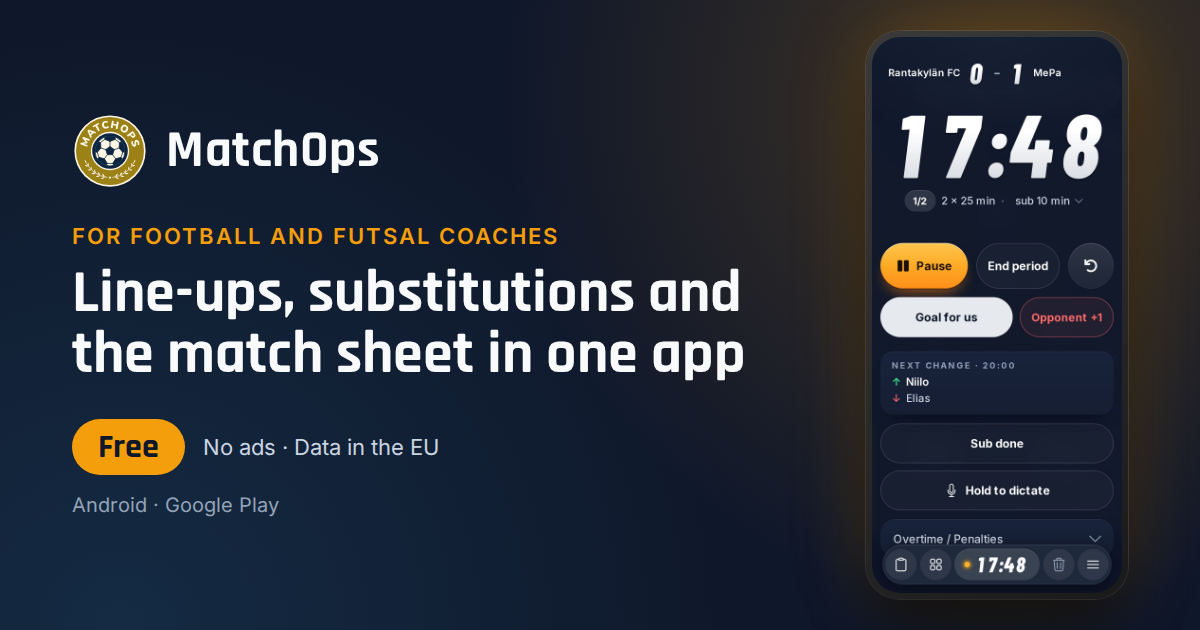 MATCHOPS
MatchOps
FOR FOOTBALL AND FUTSAL COACHES
Line-ups, substitutions and
the match sheet in one app
Free
No ads · Data in the EU
Android · Google Play
Rantakylän FC 0 – 1 MePa
17:48
1/2 2 × 25 min · sub 10 min
Pause
End period
Goal for us
Opponent +1
NEXT CHANGE · 20:00
↑ Niilo
↓ Elias
Sub done
Hold to dictate
Overtime / Penalties
17:48